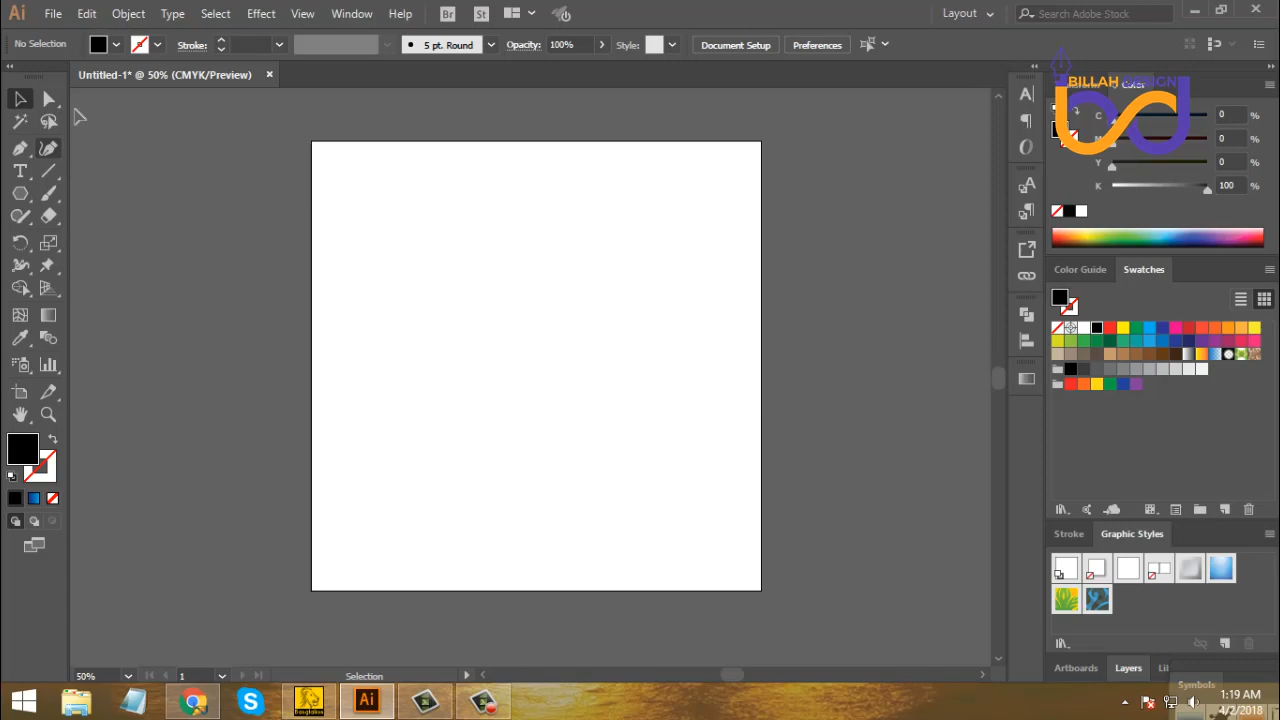 Ai File Edit Object Type Select Effect View Window Help Br St Layout Search Adobe Stock
No Selection Stroke: 5 pt. Round Opacity: 100% Style: Document Setup Preferences
Untitled-1* @ 50% (CMYK/Preview)
BILLAH DESIGN
Color
C 0 %
M 0 %
Y 0 %
K 100 %
Color Guide Swatches
Stroke Graphic Styles
Artboards Layers
50% 1 Selection
Symbols
Ai
1:19 AM
4/2/2018